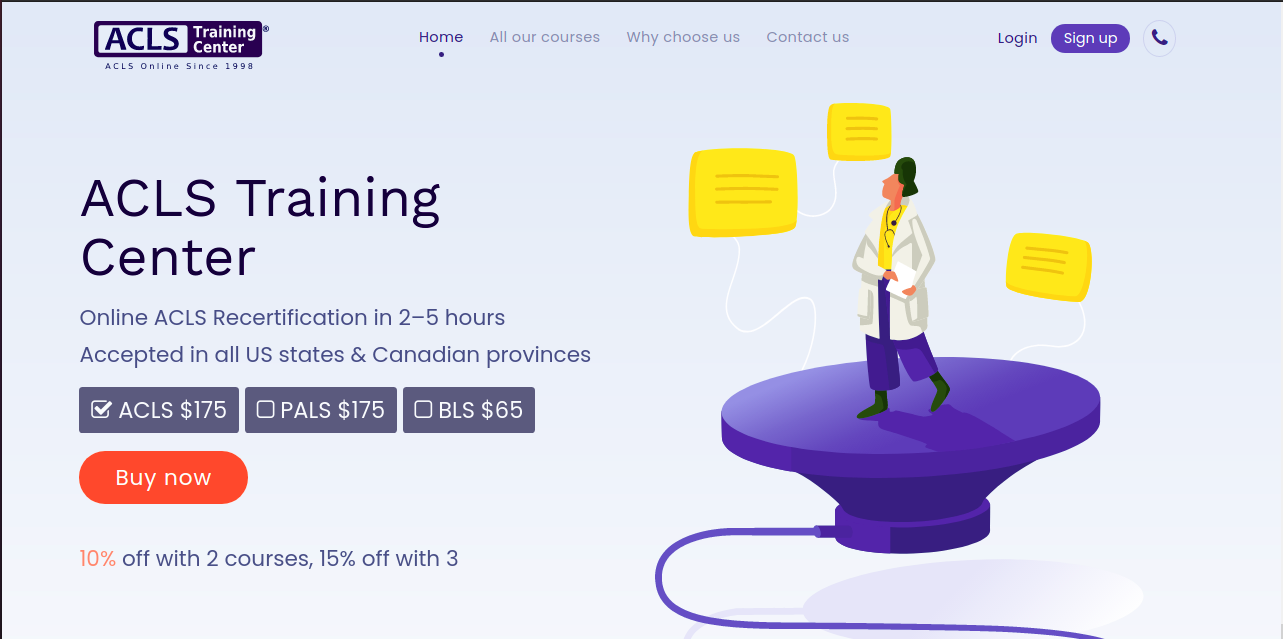 ACLS Training Center®
ACLS Online Since 1998
Home All our courses Why choose us Contact us
Login Sign up
ACLS Training
Center
Online ACLS Recertification in 2–5 hours
Accepted in all US states & Canadian provinces
ACLS $175 PALS $175 BLS $65
Buy now
10% off with 2 courses, 15% off with 3